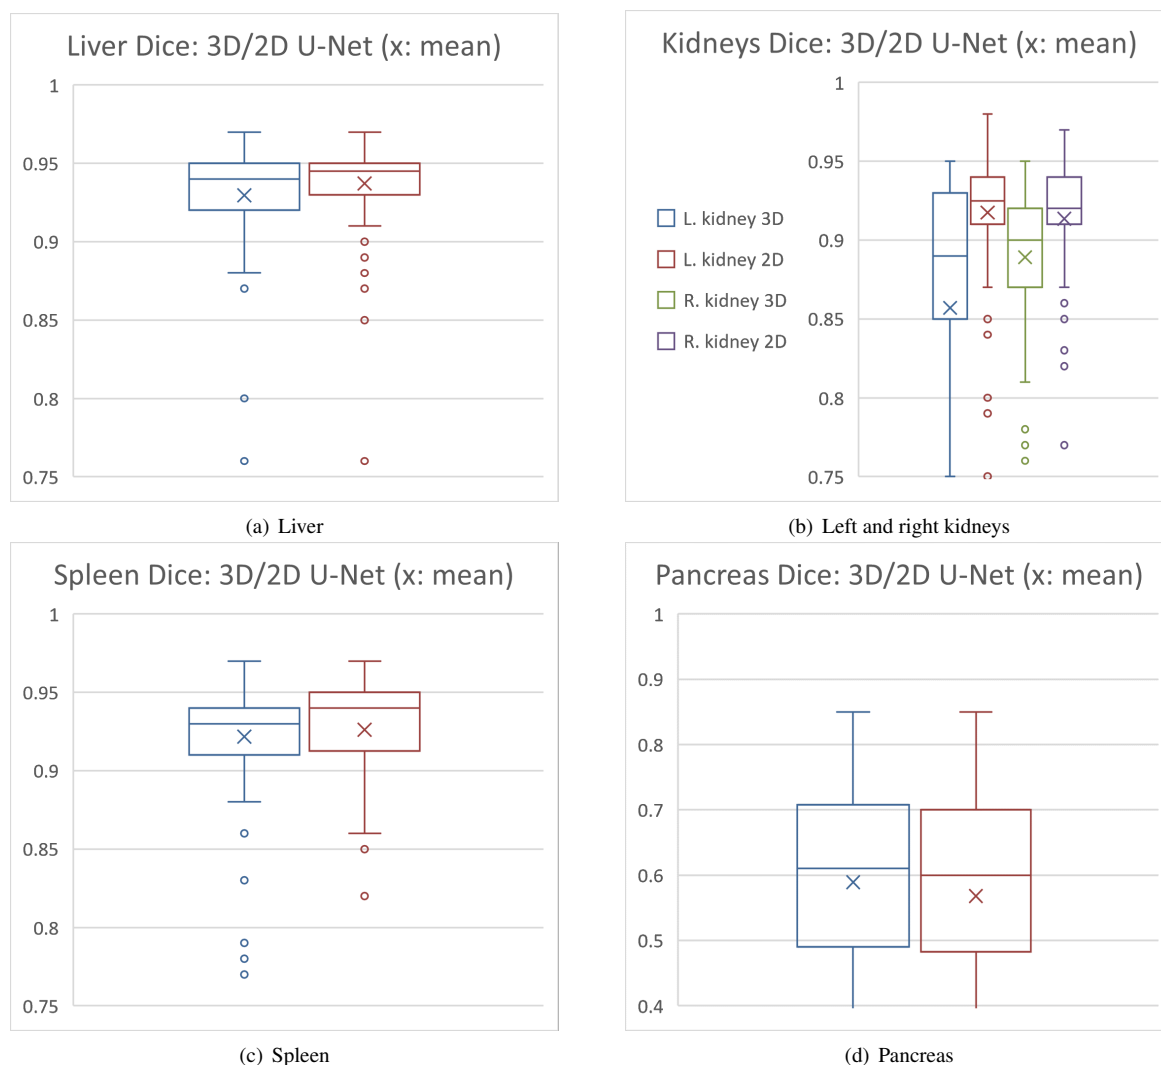 Liver Dice: 3D/2D U-Net (x: mean)
1
0.95
0.9
0.85
0.8
0.75
(a) Liver
Kidneys Dice: 3D/2D U-Net (x: mean)
1
0.95
0.9
0.85
0.8
0.75
L. kidney 3D
L. kidney 2D
R. kidney 3D
R. kidney 2D
(b) Left and right kidneys
Spleen Dice: 3D/2D U-Net (x: mean)
1
0.95
0.9
0.85
0.8
0.75
(c) Spleen
Pancreas Dice: 3D/2D U-Net (x: mean)
1
0.9
0.8
0.7
0.6
0.5
0.4
(d) Pancreas